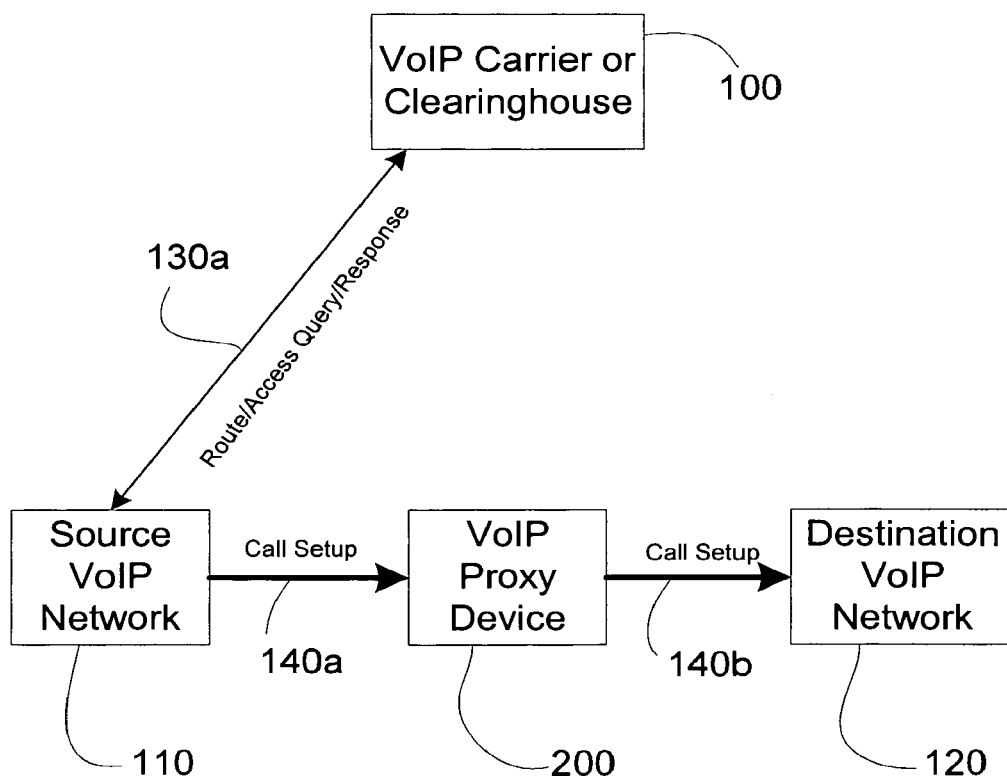 VoIP Carrier or
Clearinghouse
100
130a
Route/Access Query/Response
Source
VoIP
Network
Call Setup
VoIP
Proxy
Device
Call Setup
Destination
VoIP
Network
140a
140b
110
200
120